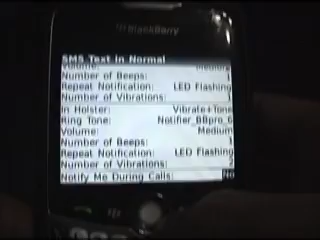 BlackBerry
SMS Text in Normal
Volume: Medium
Number of Beeps: 1
Repeat Notification: LED Flashing
Number of Vibrations: 1
In Holster: Vibrate+Tone
Ring Tone: Notifier_BBpro_6
Volume: Medium
Number of Beeps: 1
Repeat Notification: LED Flashing
Number of Vibrations: 2
Notify Me During Calls: No